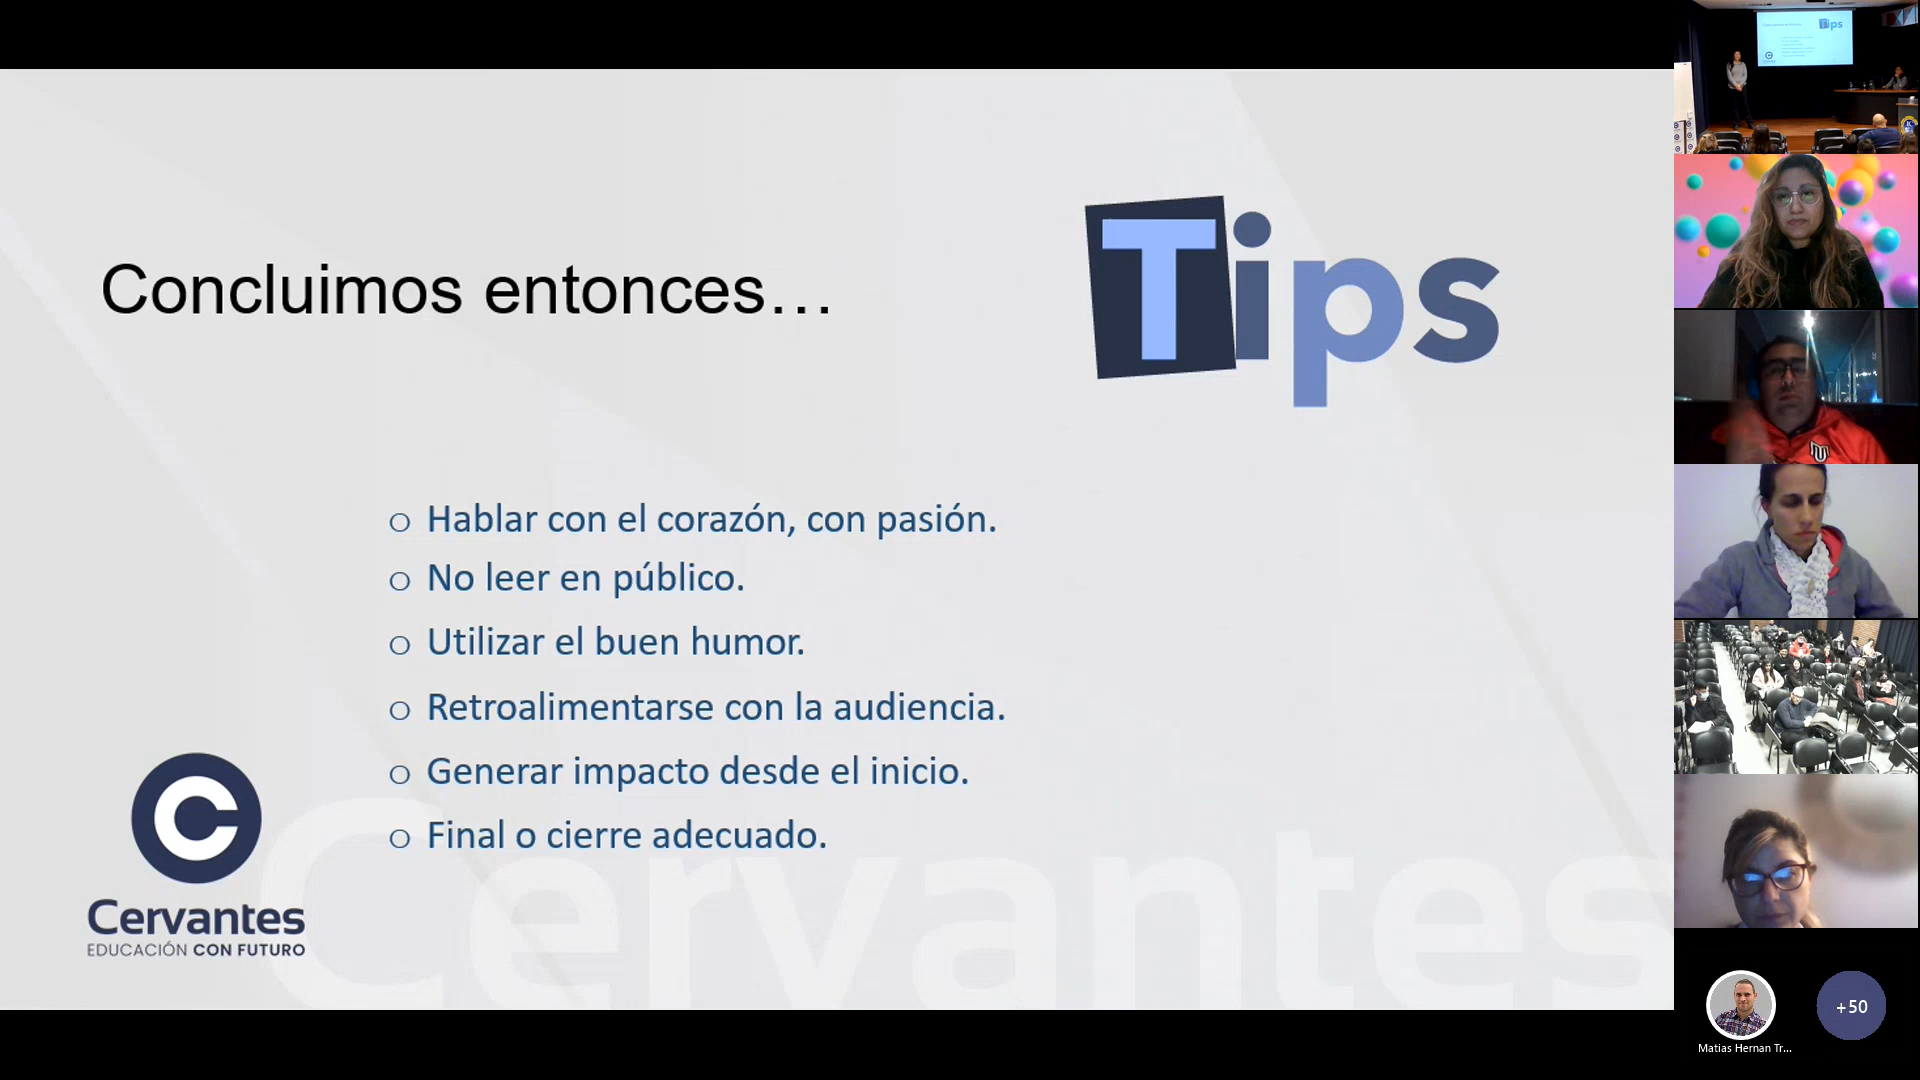 Concluimos entonces...
Tips
o Hablar con el corazón, con pasión.
o No leer en público.
o Utilizar el buen humor.
o Retroalimentarse con la audiencia.
o Generar impacto desde el inicio.
o Final o cierre adecuado.
C
Cervantes
EDUCACIÓN CON FUTURO
Cervantes
Tips
Matias Hernan Tr...
+50